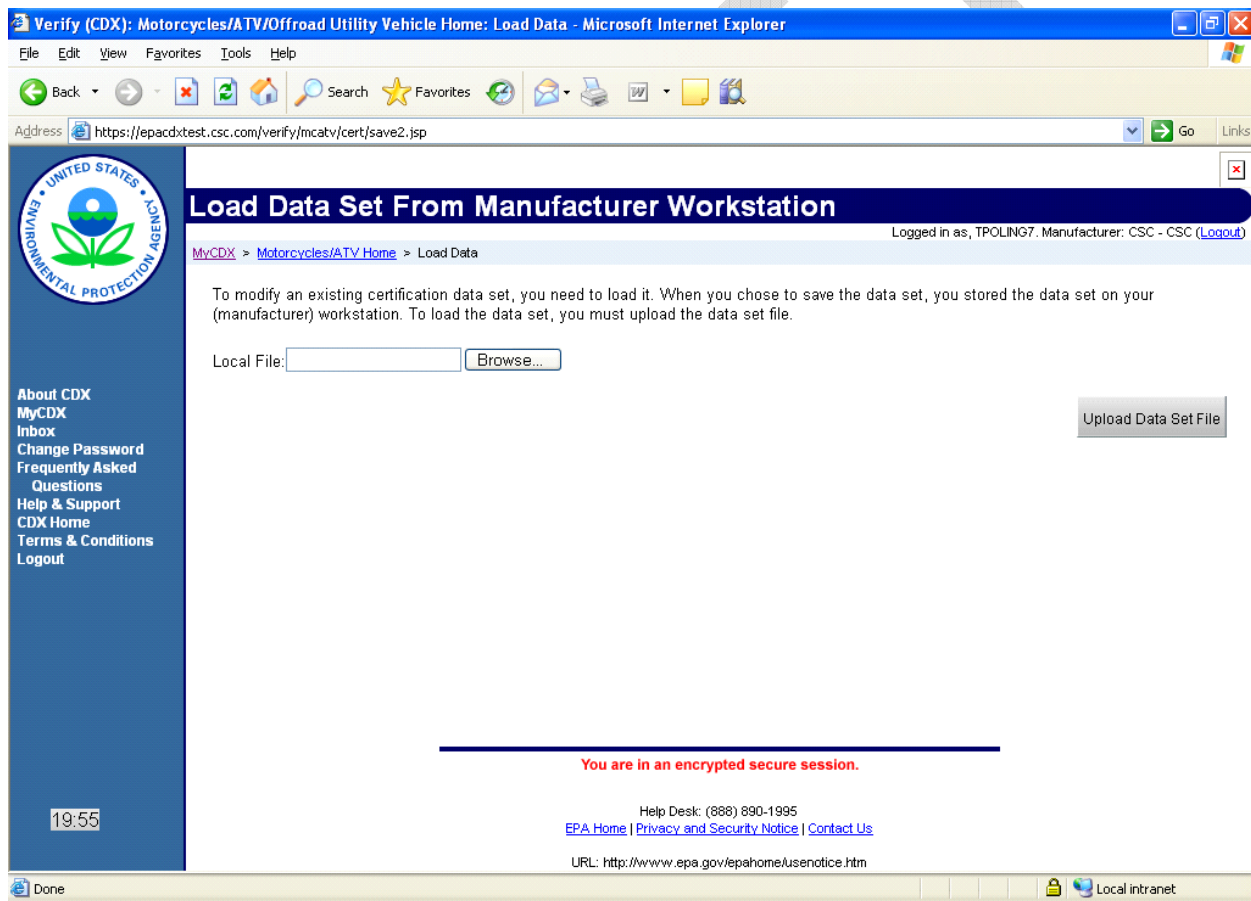 Verify (CDX): Motorcycles/ATV/Offroad Utility Vehicle Home: Load Data - Microsoft Internet Explorer
File Edit View Favorites Tools Help
Back Search Favorites
Address https://epacdxtest.csc.com/verify/mcatv/cert/save2.jsp Go Links
UNITED STATES
ENVIRONMENTAL PROTECTION AGENCY
Load Data Set From Manufacturer Workstation
Logged in as, TPOLING7. Manufacturer: CSC - CSC (Logout)
MyCDX > Motorcycles/ATV Home > Load Data
To modify an existing certification data set, you need to load it. When you chose to save the data set, you stored the data set on your
(manufacturer) workstation. To load the data set, you must upload the data set file.
Local File: Browse...
Upload Data Set File
About CDX
MyCDX
Inbox
Change Password
Frequently Asked
Questions
Help & Support
CDX Home
Terms & Conditions
Logout
You are in an encrypted secure session.
19:55
Help Desk: (888) 890-1995
EPA Home | Privacy and Security Notice | Contact Us
URL: http://www.epa.gov/epahome/usenotice.htm
Done Local intranet